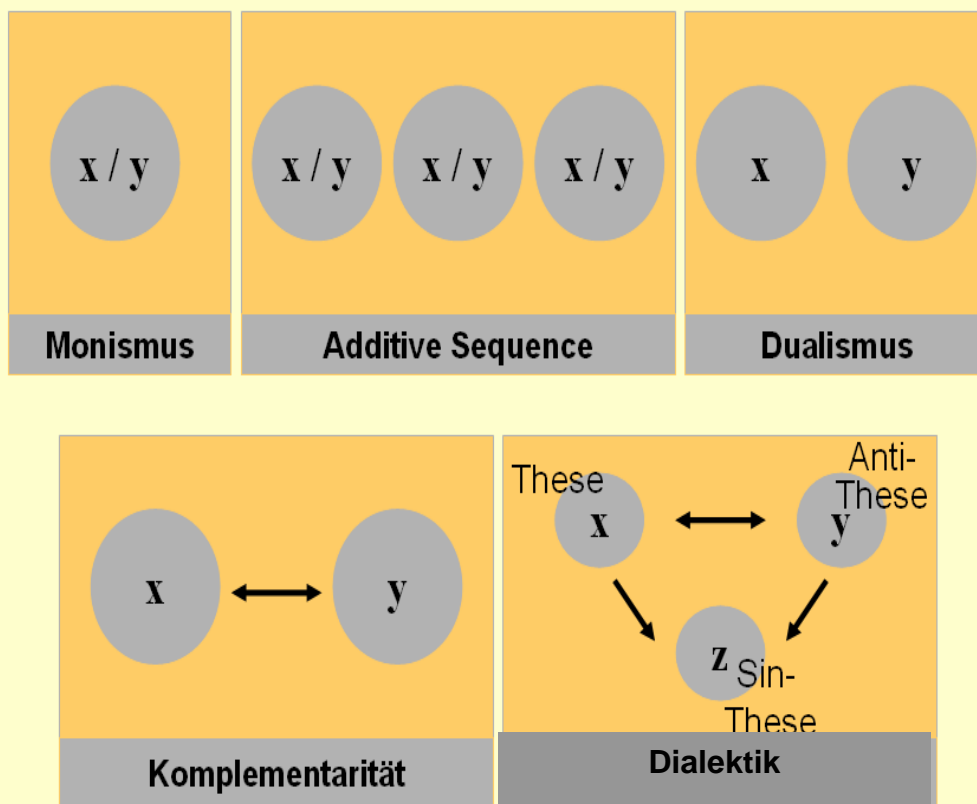 x / y
Monismus
x / y x / y x / y
Additive Sequence
x y
Dualismus
x y
Komplementarität
These
x
Anti-
These
y
z
Sin-
These
Dialektik